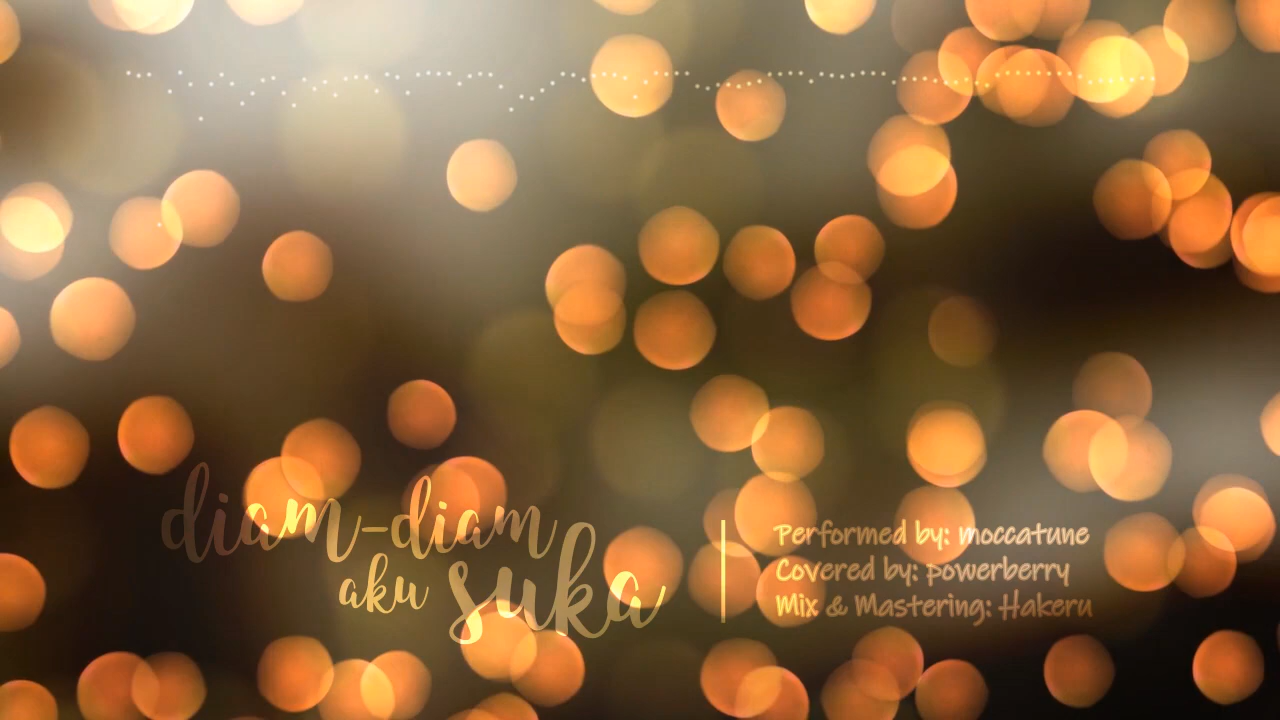 diam-diam
aku suka
Performed by: moccatune
Covered by: powerberry
Mix & Mastering: Hakeru